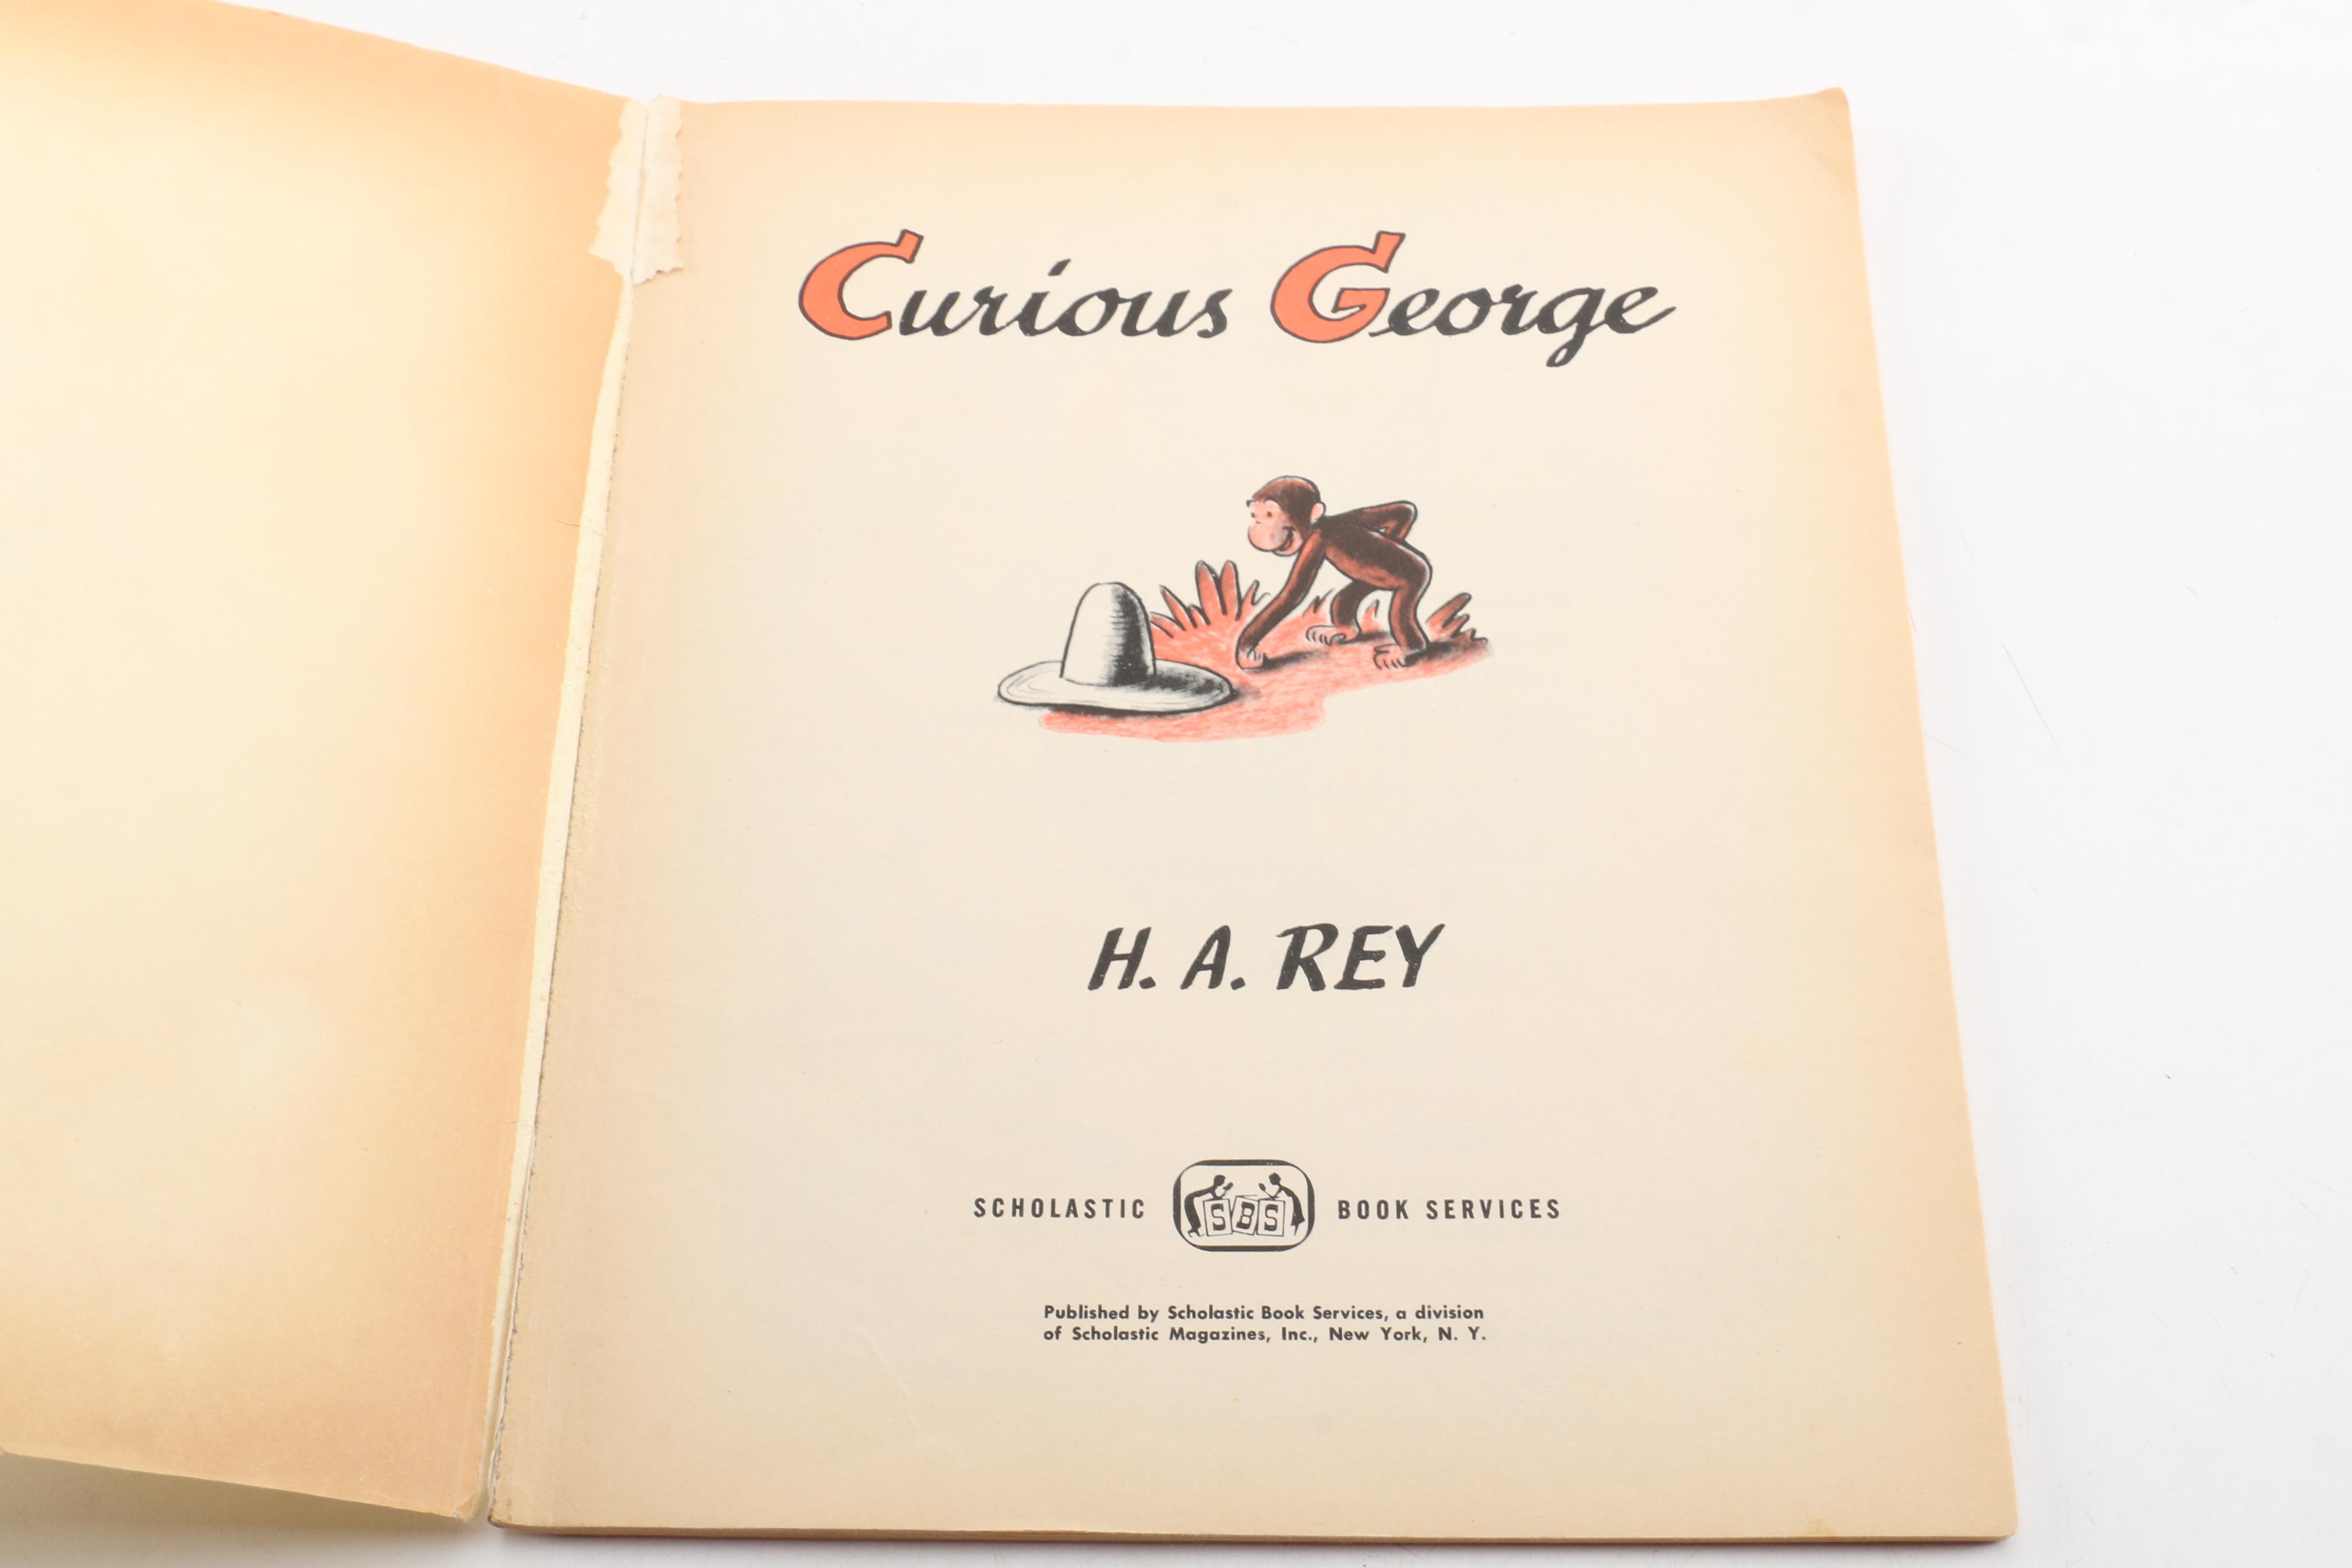 Curious George
H. A. REY
SCHOLASTIC SBS BOOK SERVICES
Published by Scholastic Book Services, a division
of Scholastic Magazines, Inc., New York, N. Y.